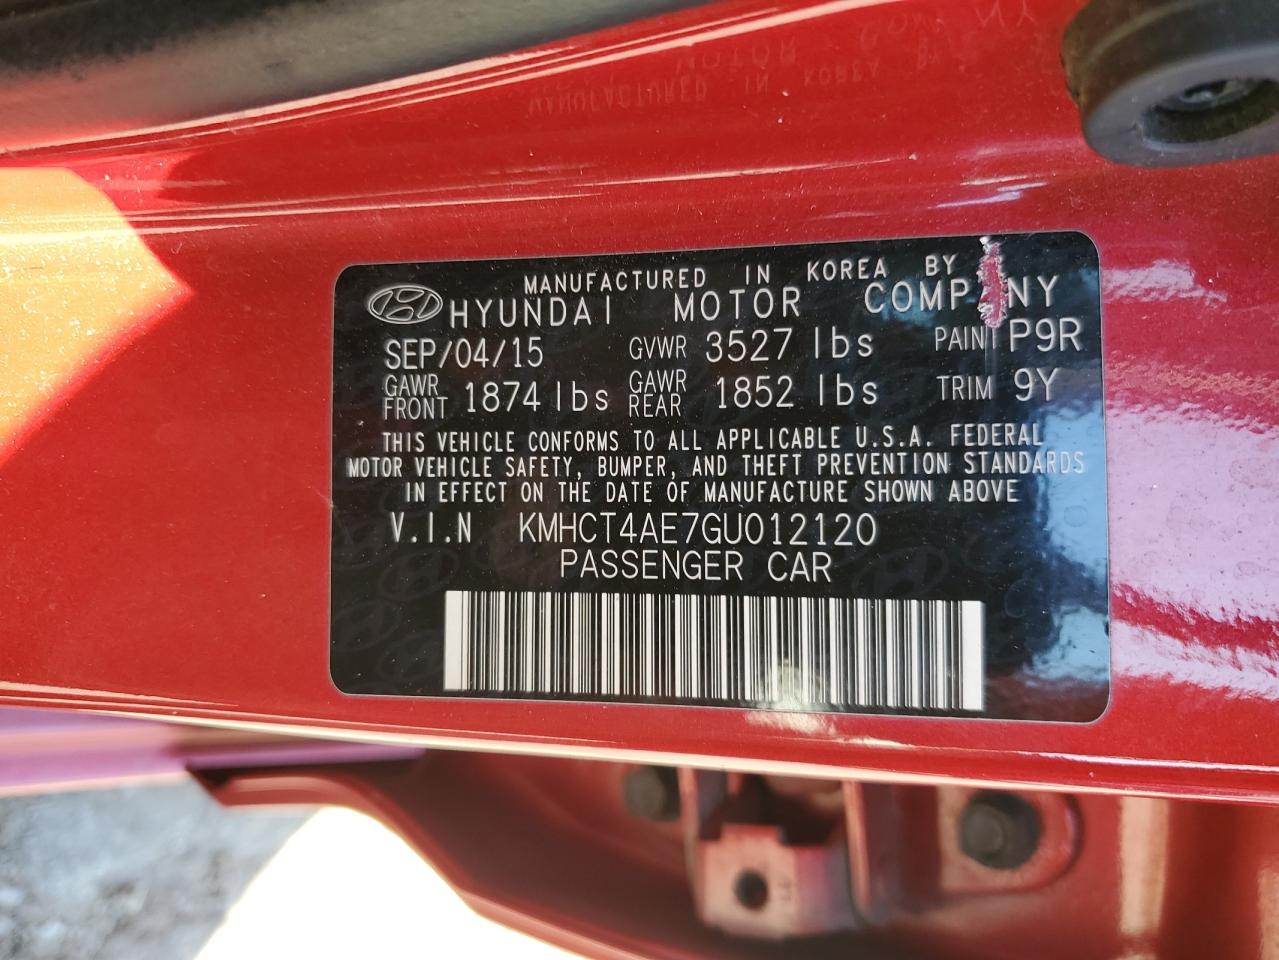 MANUFACTURED IN KOREA BY
HYUNDAI MOTOR COMPANY
SEP/04/15 GVWR 3527 lbs PAINT P9R
GAWR FRONT 1874 lbs GAWR REAR 1852 lbs TRIM 9Y
THIS VEHICLE CONFORMS TO ALL APPLICABLE U.S.A. FEDERAL
MOTOR VEHICLE SAFETY, BUMPER, AND THEFT PREVENTION STANDARDS
IN EFFECT ON THE DATE OF MANUFACTURE SHOWN ABOVE
V.I.N KMHCT4AE7GU012120
PASSENGER CAR